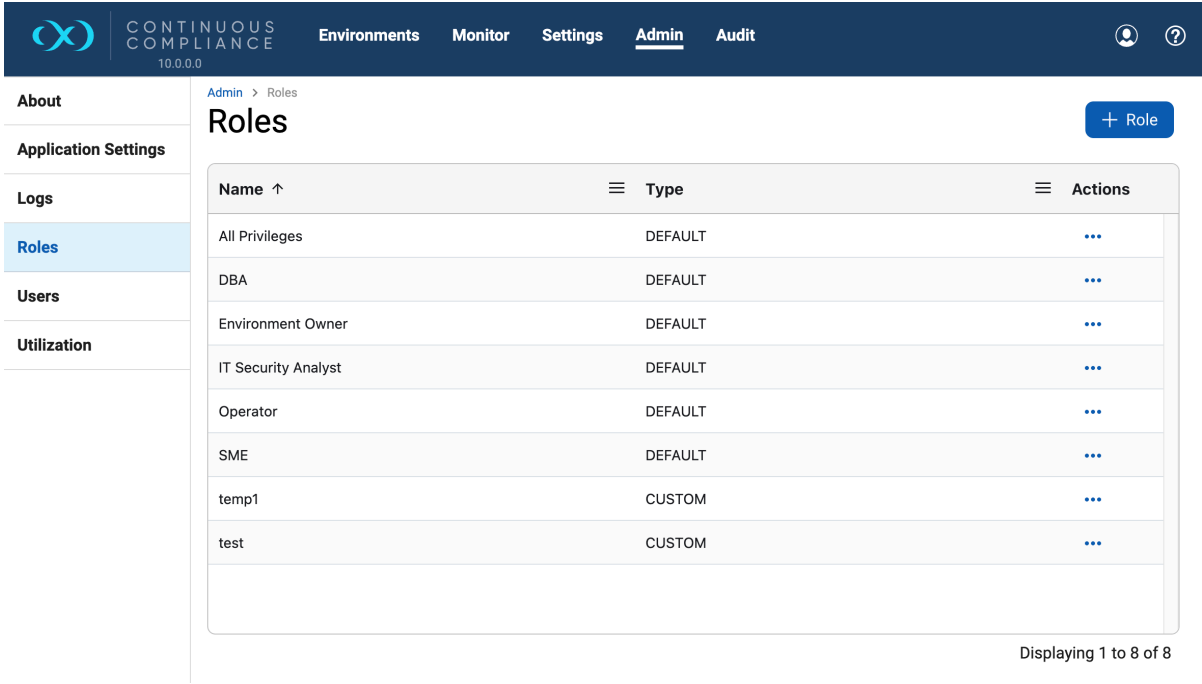 CONTINUOUS
COMPLIANCE
10.0.0.0
Environments Monitor Settings Admin Audit
About
Application Settings
Logs
Roles
Users
Utilization
Admin > Roles
Roles
+ Role
Name ↑ Type Actions
All Privileges DEFAULT
DBA DEFAULT
Environment Owner DEFAULT
IT Security Analyst DEFAULT
Operator DEFAULT
SME DEFAULT
temp1 CUSTOM
test CUSTOM
Displaying 1 to 8 of 8